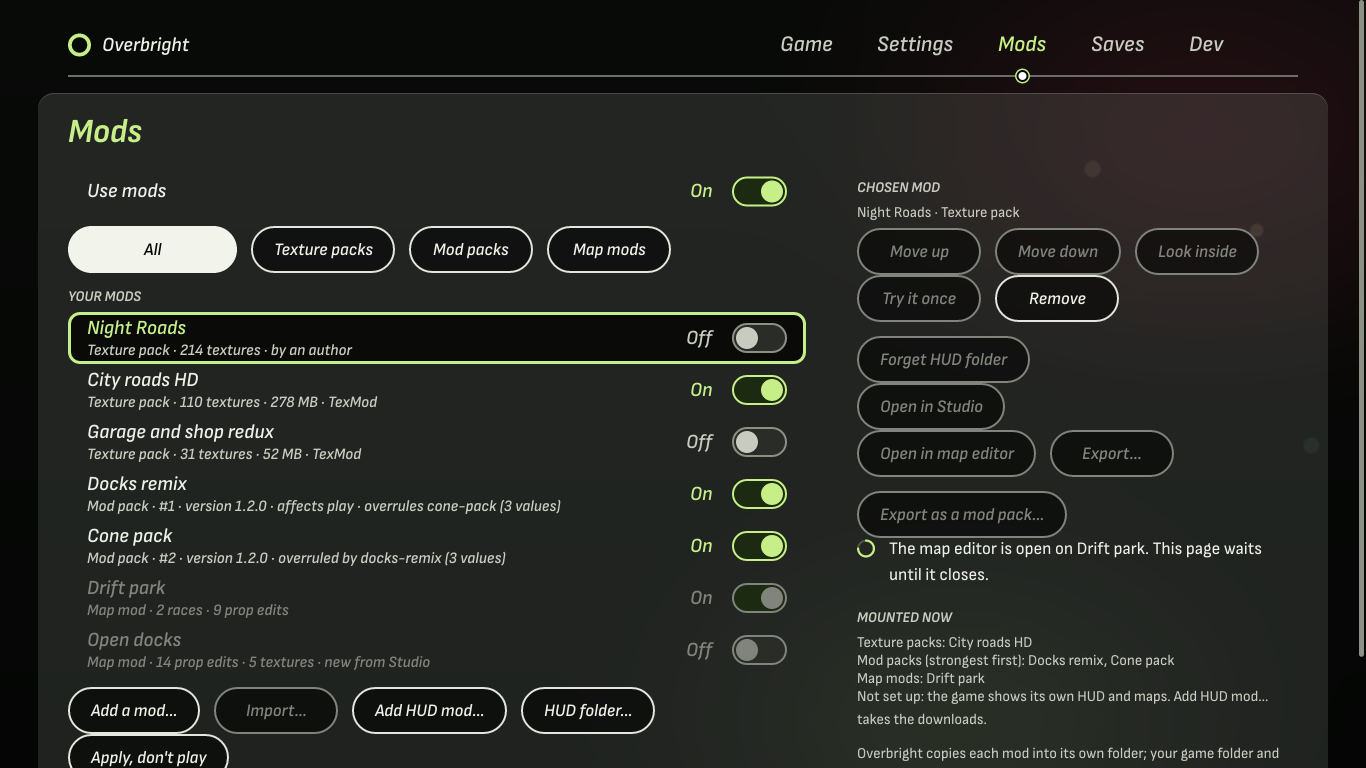 Overbright
Game
Settings
Mods
Saves
Dev
Mods
Use mods
On
All
Texture packs
Mod packs
Map mods
YOUR MODS
Night Roads
Off
Texture pack · 214 textures · by an author
City roads HD
On
Texture pack · 110 textures · 278 MB · TexMod
Garage and shop redux
Off
Texture pack · 31 textures · 52 MB · TexMod
Docks remix
On
Mod pack · #1 · version 1.2.0 · affects play · overrules cone-pack (3 values)
Cone pack
On
Mod pack · #2 · version 1.2.0 · overruled by docks-remix (3 values)
Drift park
On
Map mod · 2 races · 9 prop edits
Open docks
Off
Map mod · 14 prop edits · 5 textures · new from Studio
Add a mod...
Import...
Add HUD mod...
HUD folder...
Apply, don't play
CHOSEN MOD
Night Roads · Texture pack
Move up
Move down
Look inside
Try it once
Remove
Forget HUD folder
Open in Studio
Open in map editor
Export...
Export as a mod pack...
The map editor is open on Drift park. This page waits
until it closes.
MOUNTED NOW
Texture packs: City roads HD
Mod packs (strongest first): Docks remix, Cone pack
Map mods: Drift park
Not set up: the game shows its own HUD and maps. Add HUD mod...
takes the downloads.
Overbright copies each mod into its own folder; your game folder and